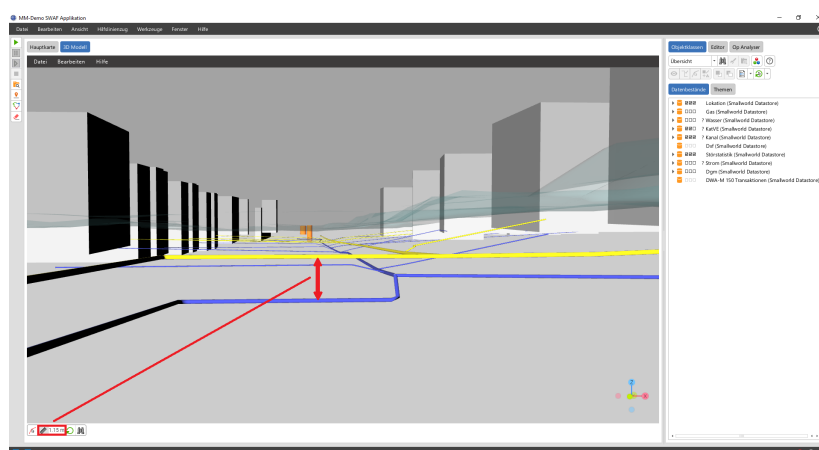 MM-Demo SWAF Applikation
Datei Bearbeiten Ansicht Hilfslinienzug Werkzeuge Fenster Hilfe
Hauptkarte 3D Modell
Datei Bearbeiten Hilfe
1.15 m
Objektklassen Editor Op Analyser
Übersicht
Datenbestände Themen
Lokation (Smallworld Datastore)
Gas (Smallworld Datastore)
? Wasser (Smallworld Datastore)
? KatVE (Smallworld Datastore)
? Kanal (Smallworld Datastore)
Dxf (Smallworld Datastore)
Störstatistik (Smallworld Datastore)
? Strom (Smallworld Datastore)
Dgm (Smallworld Datastore)
DWA-M 150 Transaktionen (Smallworld Datastore)